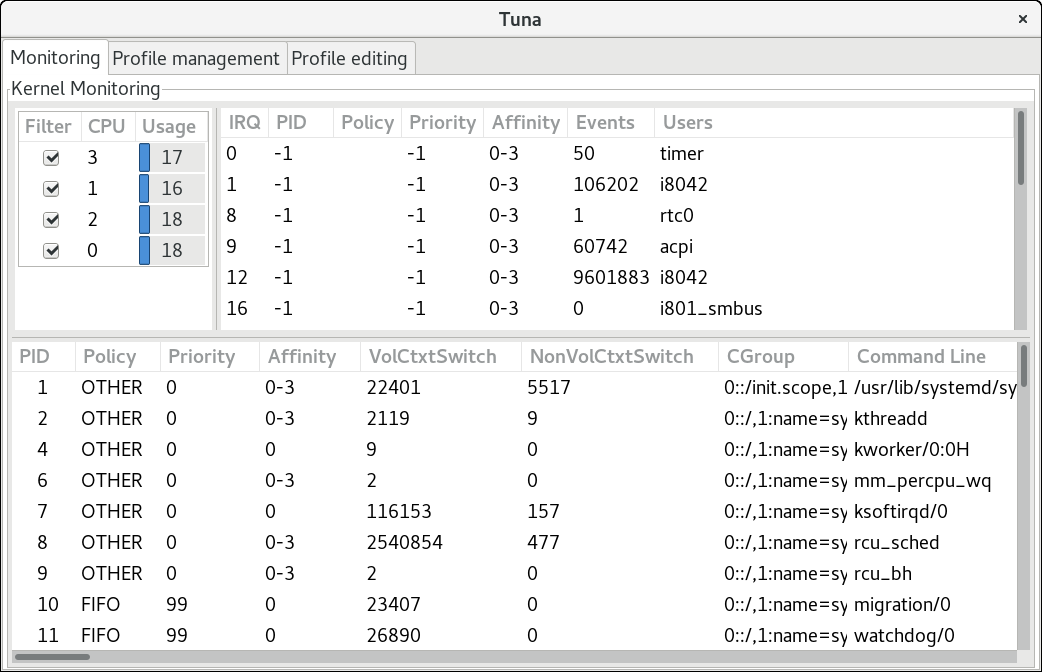 Tuna ×
Monitoring Profile management Profile editing
Kernel Monitoring
Filter CPU Usage
3 17
1 16
2 18
0 18
IRQ PID Policy Priority Affinity Events Users
0 -1 -1 0-3 50 timer
1 -1 -1 0-3 106202 i8042
8 -1 -1 0-3 1 rtc0
9 -1 -1 0-3 60742 acpi
12 -1 -1 0-3 9601883 i8042
16 -1 -1 0-3 0 i801_smbus
PID Policy Priority Affinity VolCtxtSwitch NonVolCtxtSwitch CGroup Command Line
1 OTHER 0 0-3 22401 5517 0::/init.scope,1 /usr/lib/systemd/sy
2 OTHER 0 0-3 2119 9 0::/,1:name=sy kthreadd
4 OTHER 0 0 9 0 0::/,1:name=sy kworker/0:0H
6 OTHER 0 0-3 2 0 0::/,1:name=sy mm_percpu_wq
7 OTHER 0 0 116153 157 0::/,1:name=sy ksoftirqd/0
8 OTHER 0 0-3 2540854 477 0::/,1:name=sy rcu_sched
9 OTHER 0 0-3 2 0 0::/,1:name=sy rcu_bh
10 FIFO 99 0 23407 0 0::/,1:name=sy migration/0
11 FIFO 99 0 26890 0 0::/,1:name=sy watchdog/0